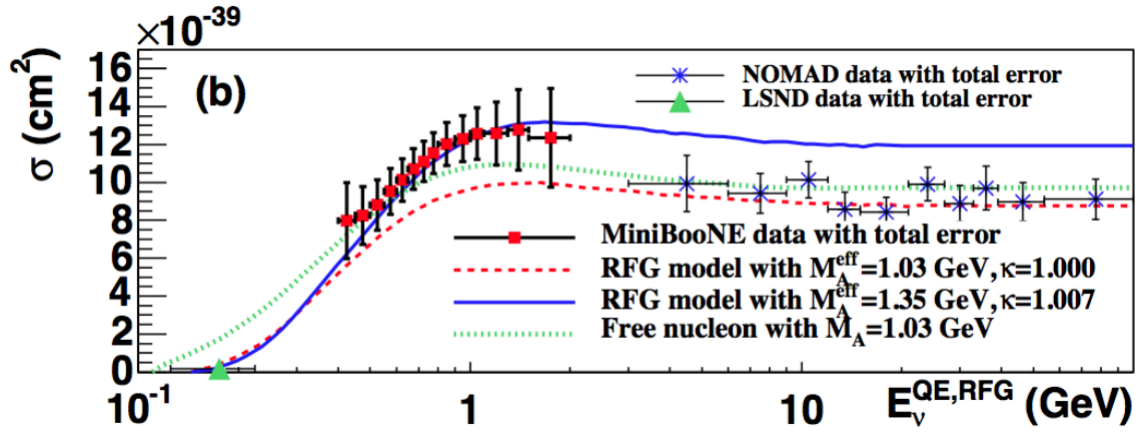 ×10⁻³⁹
σ (cm²)
16
14
12
10
8
6
4
2
0
(b)
NOMAD data with total error
LSND data with total error
MiniBooNE data with total error
RFG model with M_A^eff=1.03 GeV,κ=1.000
RFG model with M_A^eff=1.35 GeV,κ=1.007
Free nucleon with M_A=1.03 GeV
10⁻¹ 1 10 E_ν^QE,RFG (GeV)